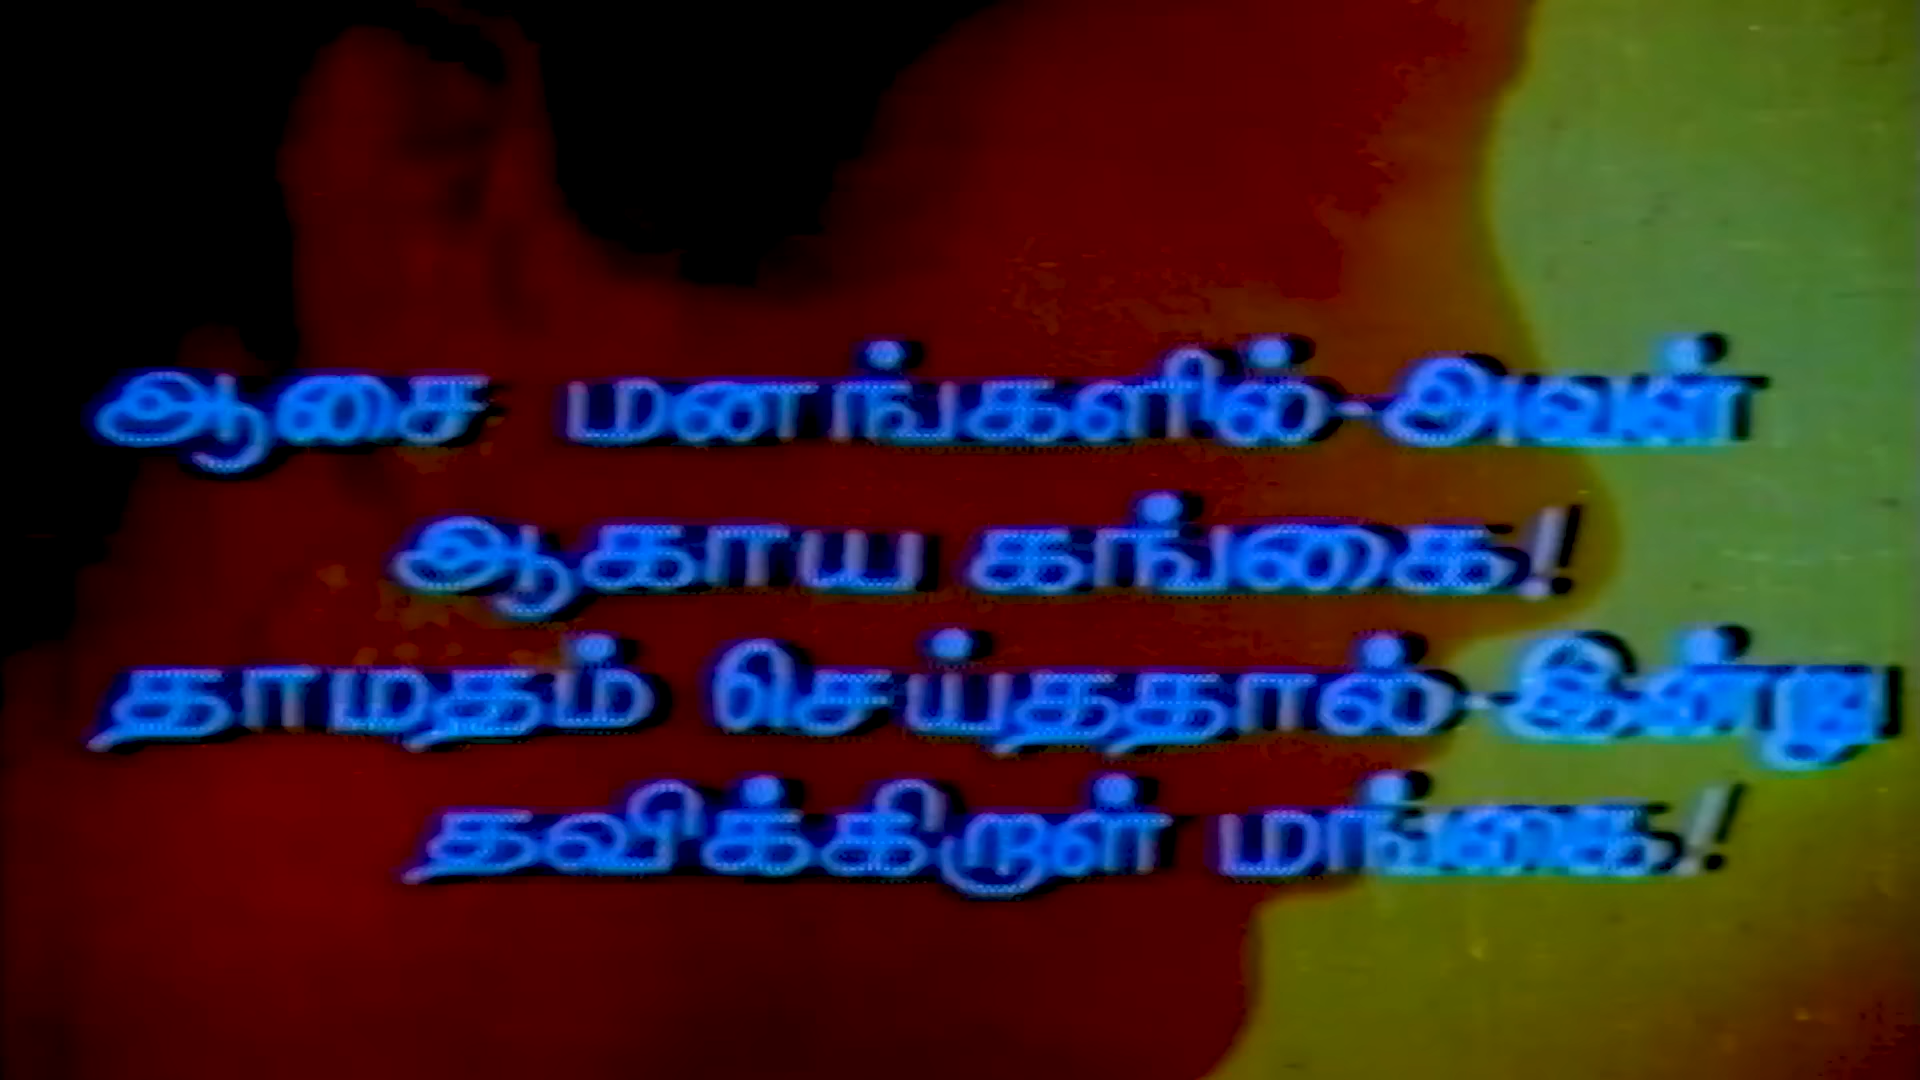 ஆசை மனங்களில்-அவள்
ஆகாய கங்கை!
தாமதம் செய்ததால்-இன்று
தவிக்கிறாள் மங்கை!